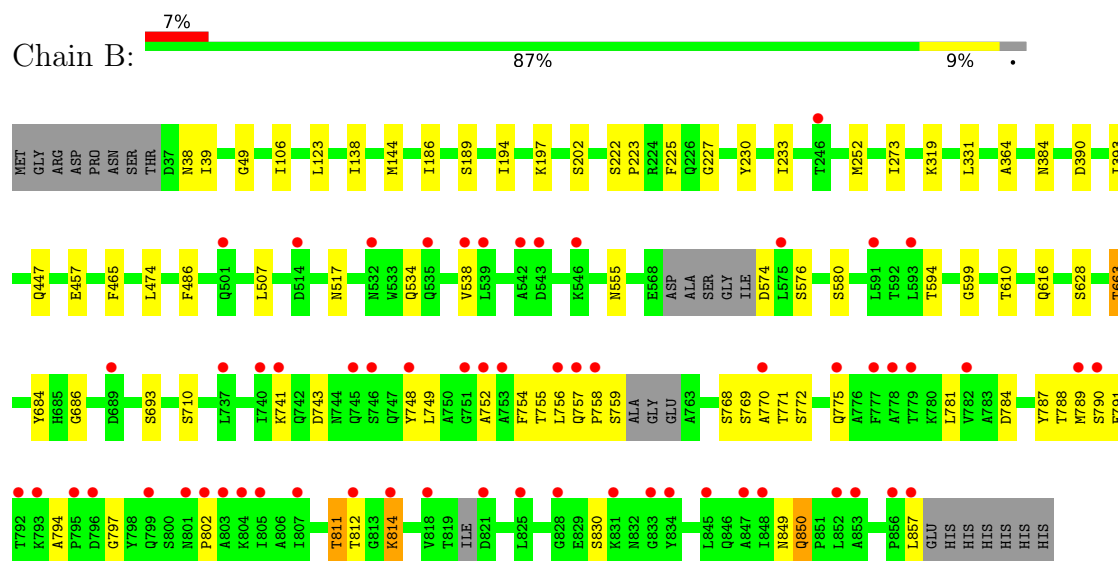 7%
Chain B:
87% 9% •
MET GLY ARG ASP PRO ASN SER THR D37 N38 I39 G49 I106 L123 I138 M144 I186 S189 I194 K197 S202 S222 P223 R224 F225 Q226 G227 Y230 I233 T246 M252 I273 K319 L331 A364 N384 D390 I393
Q447 E457 F465 L474 F486 Q501 L507 D514 N517 N532 W533 Q534 Q535 V538 L539 A542 D543 K546 N555 E568 ASP ALA SER GLY ILE D574 L575 S576 S580 L591 T592 L593 T594 G599 T610 Q616 S628 T663
Y684 H685 G686 D689 S693 S710 L737 I740 K741 Q742 D743 N744 Q745 S746 Q747 Y748 L749 A750 G751 A752 A753 F754 T755 L756 Q757 P758 S759 ALA GLY GLU A763 S768 S769 A770 T771 S772 Q775 A776 F777 A778 T779 K780 L781 V782 A783 D784 Y787 T788 M789 S790
T792 K793 A794 P795 D796 G797 Y798 Q799 S800 N801 P802 A803 K804 I805 A806 I807 T811 T812 G813 K814 V818 T819 ILE D821 L825 G828 E829 S830 K831 N832 G833 Y834 L845 Q846 A847 I848 N849 Q850 P851 L852 A853 P856 L857 GLU HIS HIS HIS HIS HIS HIS